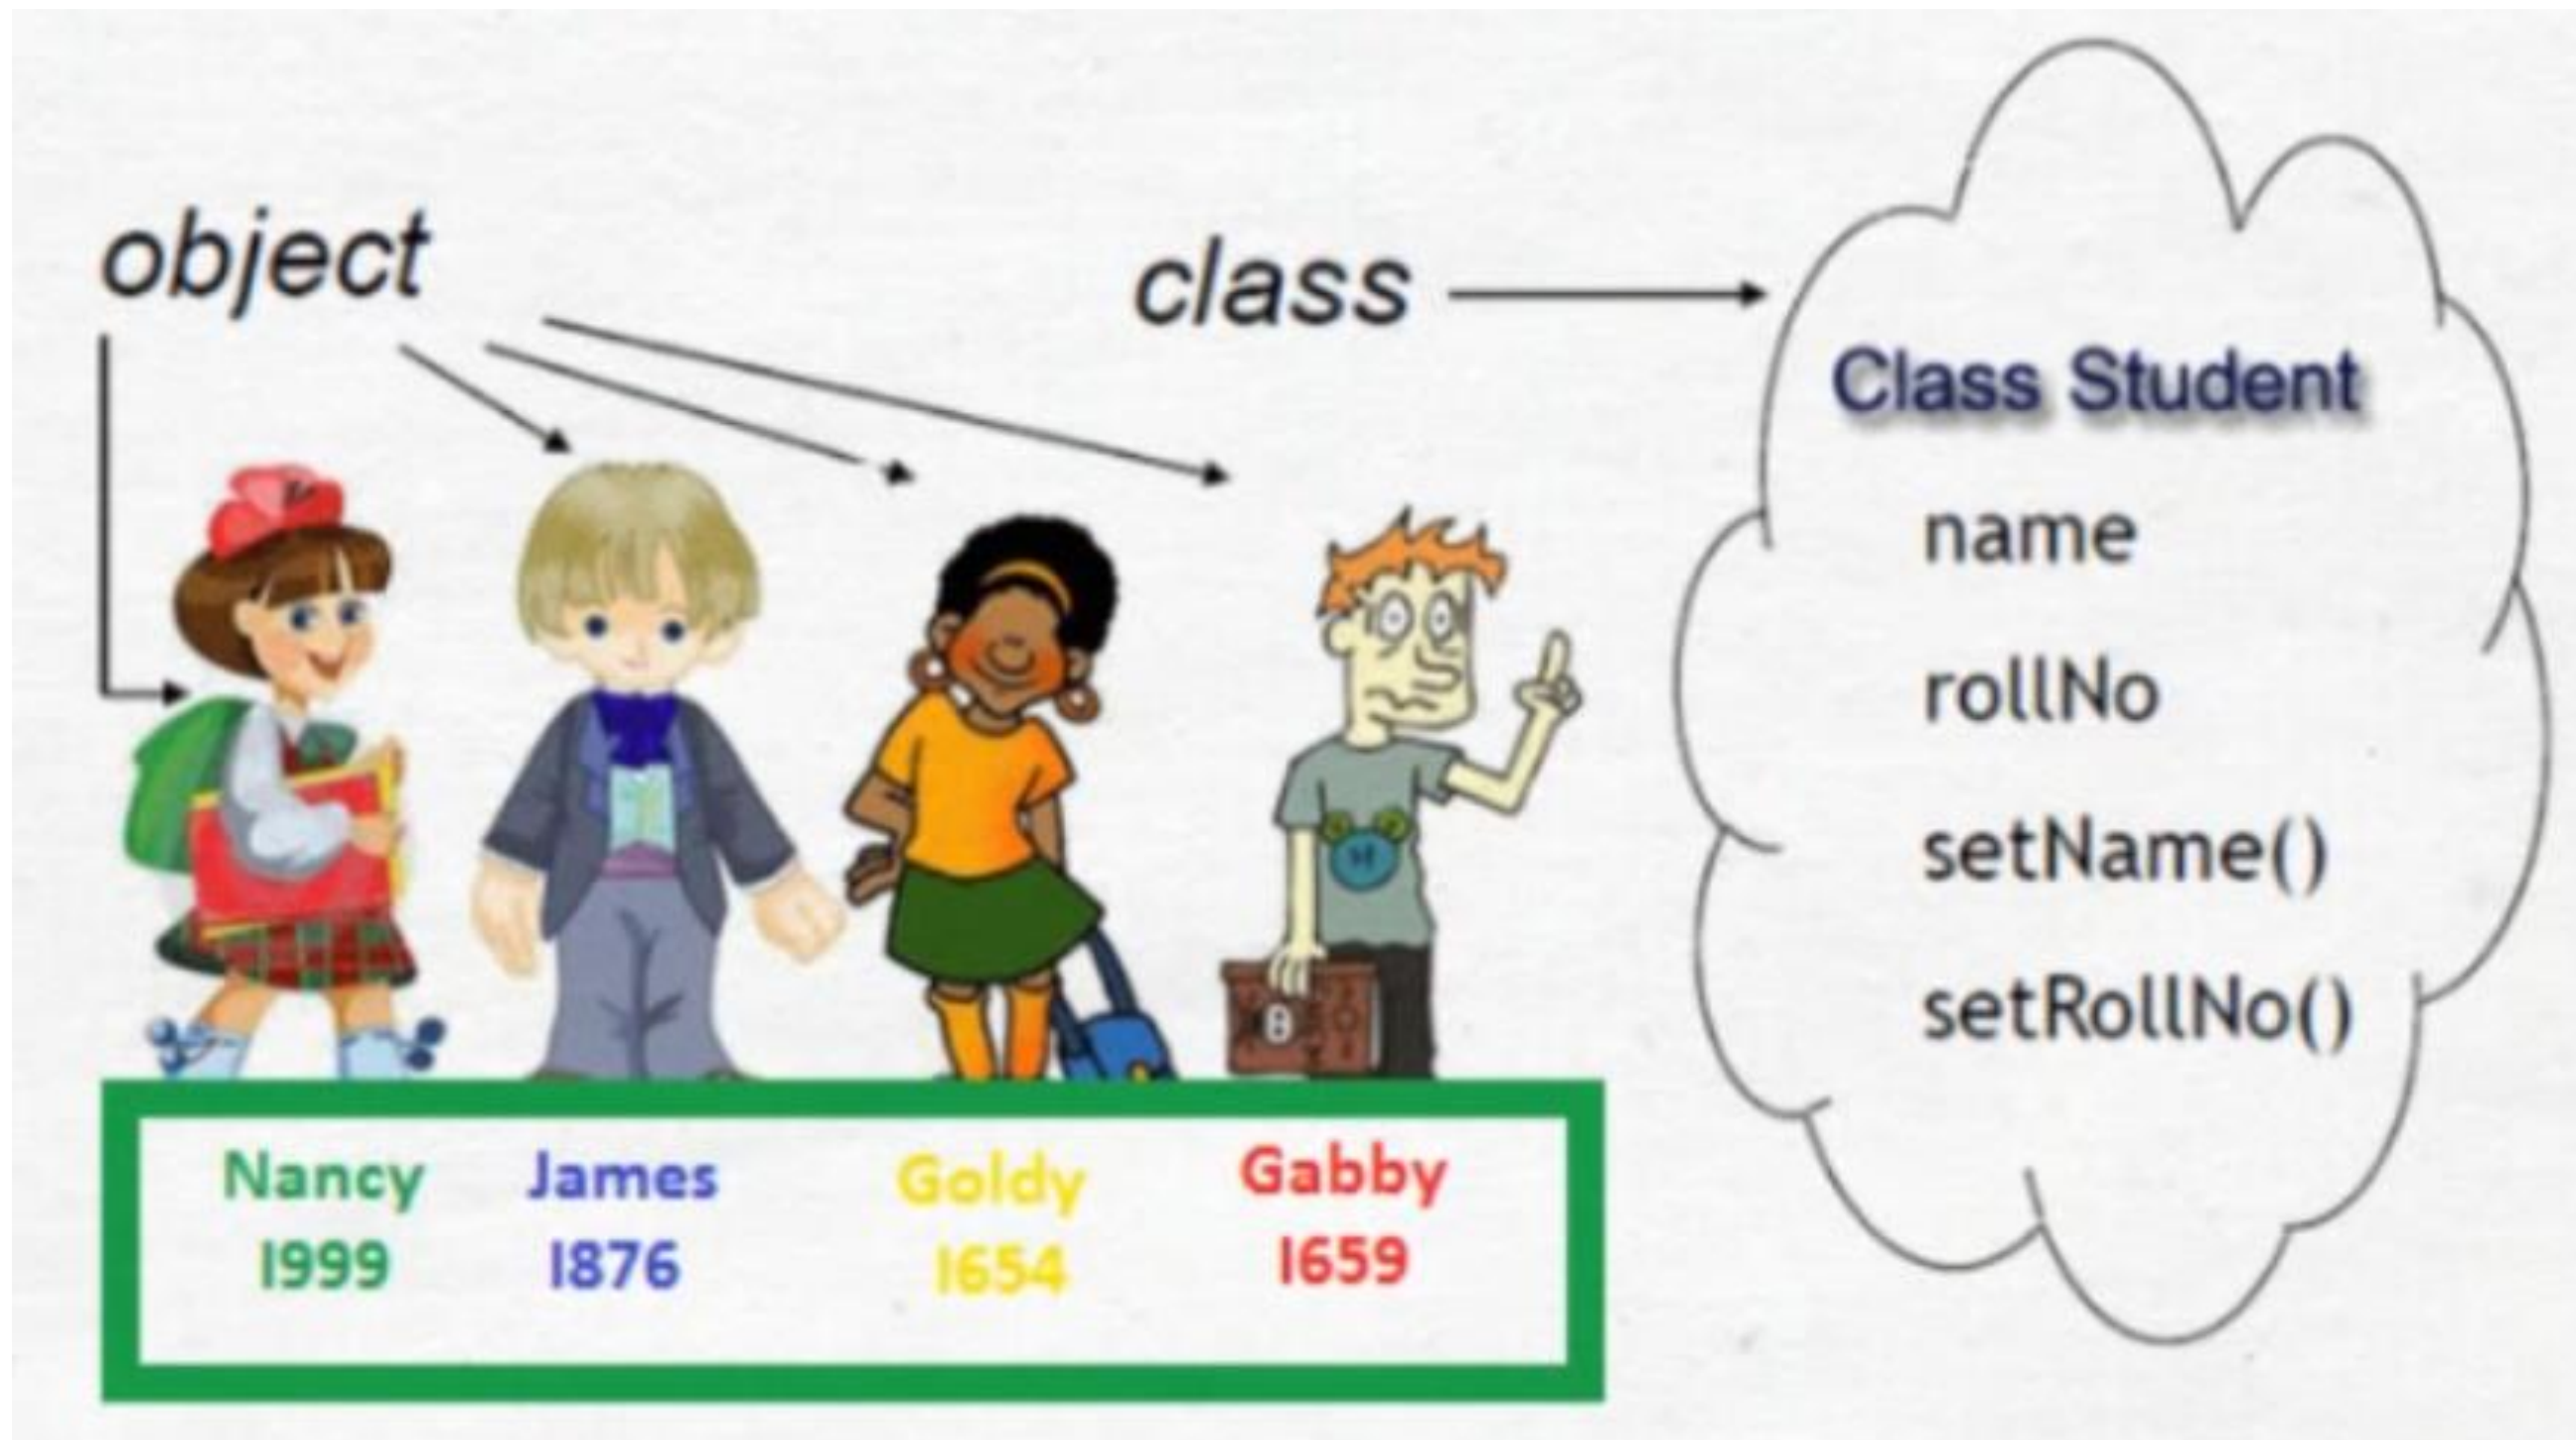 object
class
Class Student
name
rollNo
setName()
setRollNo()
Nancy James Goldy Gabby
1999 1876 1654 1659